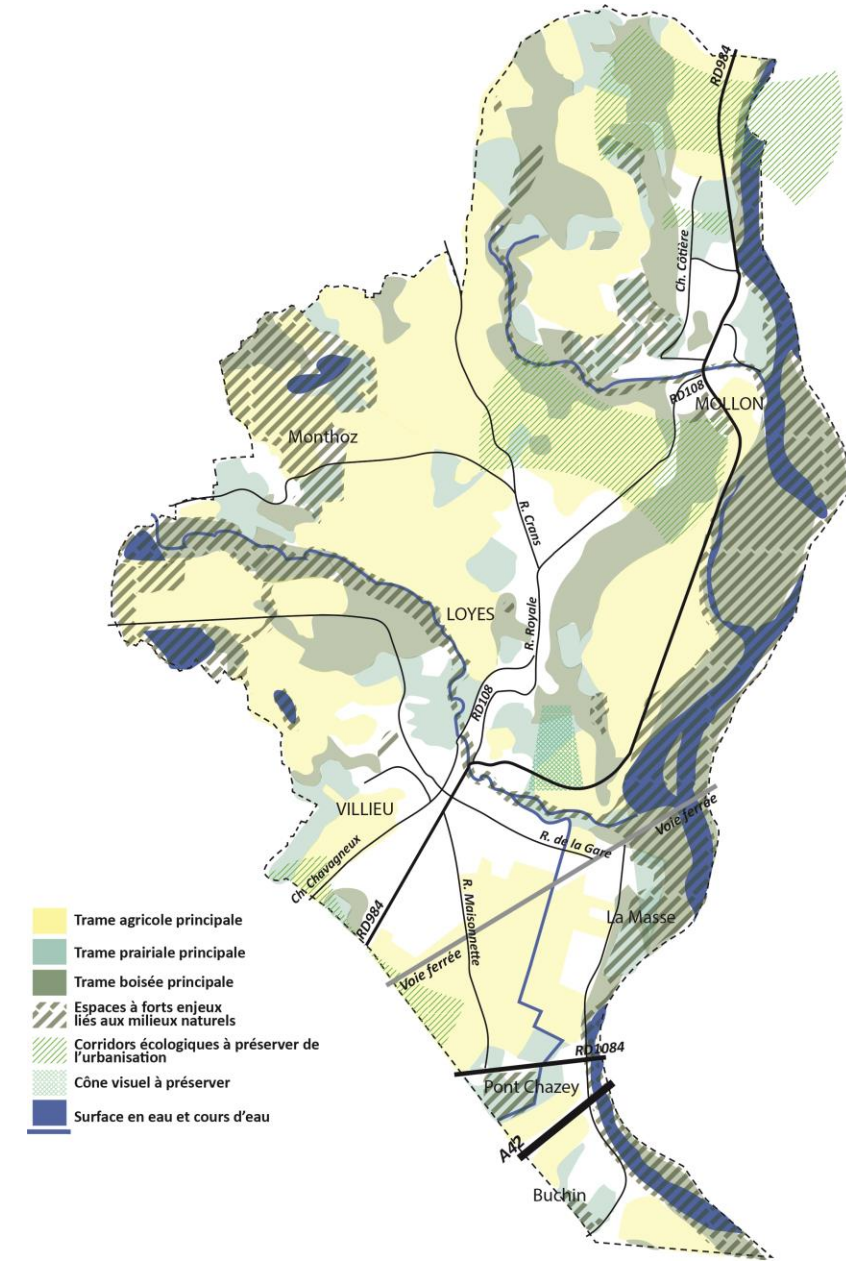 RD984
Ch. Côtière
RD108
MOLLON
Monthoz
R. Crans
LOYES
R. Royale
RD108
VILLIEU
Voie ferrée
R. de la Gare
Ch. Chavagneux
La Masse
RD984
R. Maisonnette
Voie ferrée
RD1084
Pont Chazey
A42
Buchin
Trame agricole principale
Trame prairiale principale
Trame boisée principale
Espaces à forts enjeux
liés aux milieux naturels
Corridors écologiques à préserver de
l'urbanisation
Cône visuel à préserver
Surface en eau et cours d'eau